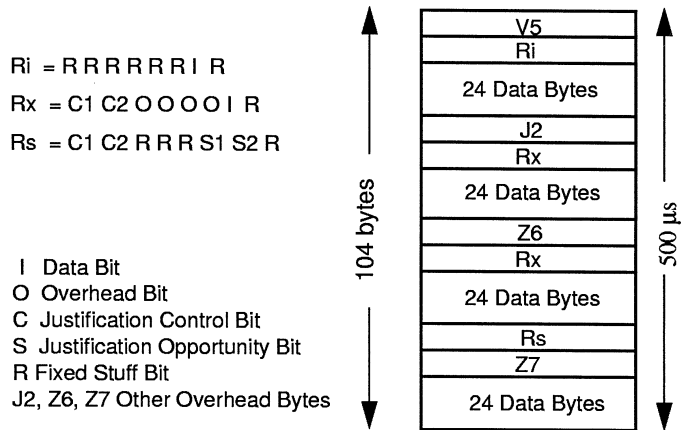 Ri = R R R R R R I R
Rx = C1 C2 O O O O I R
Rs = C1 C2 R R R S1 S2 R
I Data Bit
O Overhead Bit
C Justification Control Bit
S Justification Opportunity Bit
R Fixed Stuff Bit
J2, Z6, Z7 Other Overhead Bytes
104 bytes
V5
Ri
24 Data Bytes
J2
Rx
24 Data Bytes
Z6
Rx
24 Data Bytes
Rs
Z7
24 Data Bytes
500 µs